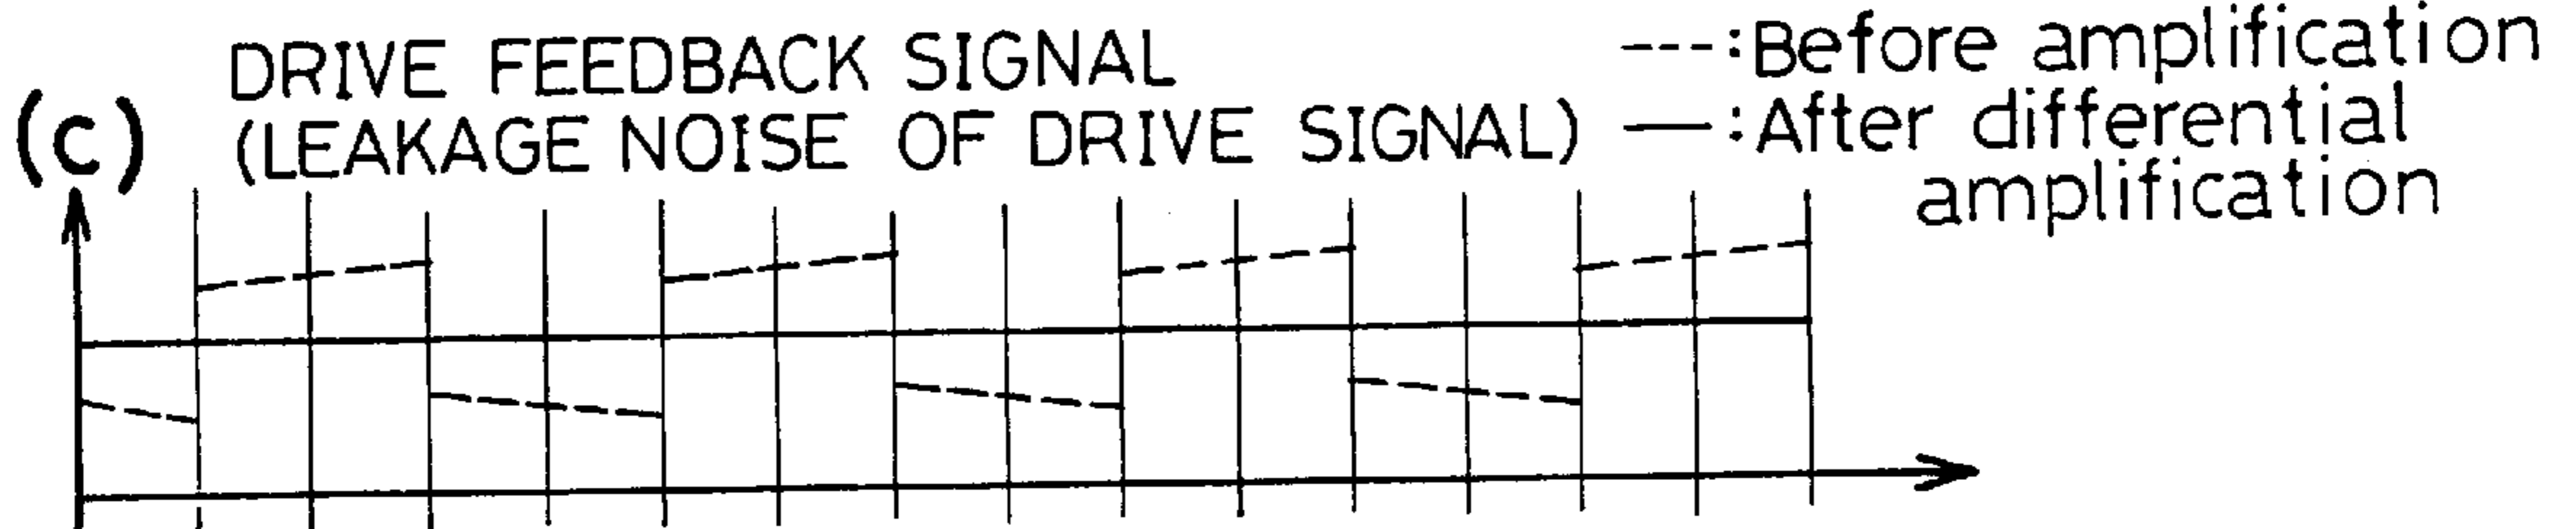 (c)
DRIVE FEEDBACK SIGNAL
(LEAKAGE NOISE OF DRIVE SIGNAL)
---:Before amplification
—:After differential
amplification